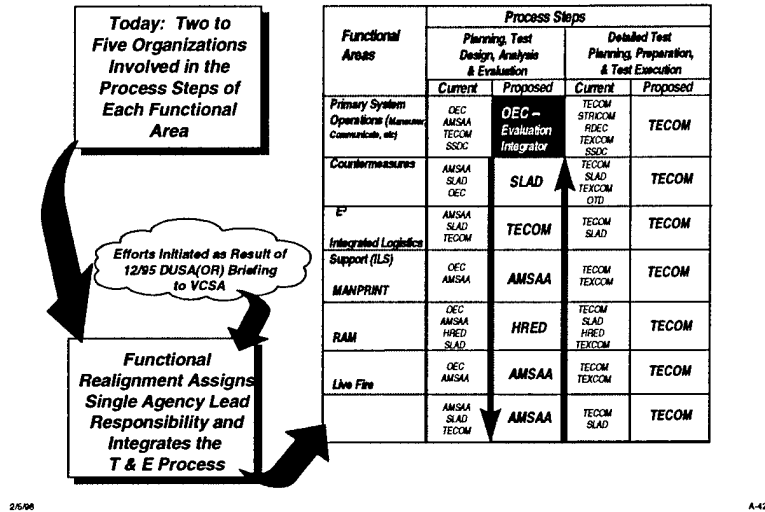 Today: Two to
Five Organizations
Involved in the
Process Steps of
Each Functional
Area
Efforts Initiated as Result of
12/95 DUSA(OR) Briefing
to VCSA
Functional
Realignment Assigns
Single Agency Lead
Responsibility and
Integrates the
T & E Process
Functional
Areas
Process Steps
Planning, Test
Design, Analysis
& Evaluation
Detailed Test
Planning, Preparation,
& Test Execution
Current
Proposed
Current
Proposed
Primary System
Operations (Maneuver,
Communicate, etc)
OEC
AMSAA
TECOM
SSDC
OEC –
Evaluation
Integrator
TECOM
STRICOM
RDEC
TEXCOM
SSDC
TECOM
Countermeasures
AMSAA
SLAD
OEC
SLAD
TECOM
SLAD
TEXCOM
OTD
TECOM
E³
AMSAA
SLAD
TECOM
TECOM
TECOM
SLAD
TECOM
Integrated Logistics
Support (ILS)
MANPRINT
OEC
AMSAA
AMSAA
TECOM
TEXCOM
TECOM
RAM
OEC
AMSAA
HRED
SLAD
HRED
TECOM
SLAD
HRED
TEXCOM
TECOM
Live Fire
OEC
AMSAA
AMSAA
TECOM
TEXCOM
TECOM
AMSAA
SLAD
TECOM
AMSAA
TECOM
SLAD
TECOM
A-42